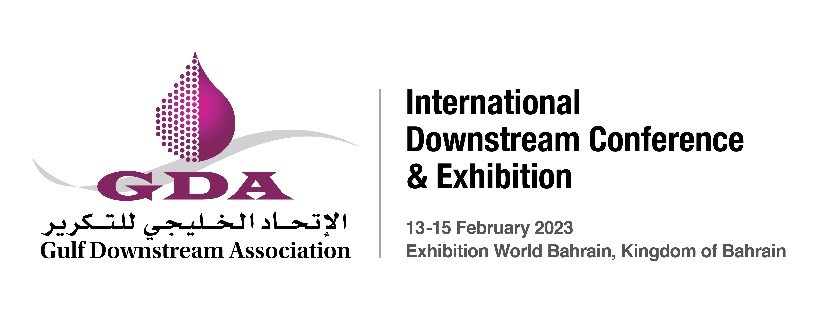 GDA
الإتحاد الخليجي للتكرير
Gulf Downstream Association
International
Downstream Conference
& Exhibition
13-15 February 2023
Exhibition World Bahrain, Kingdom of Bahrain